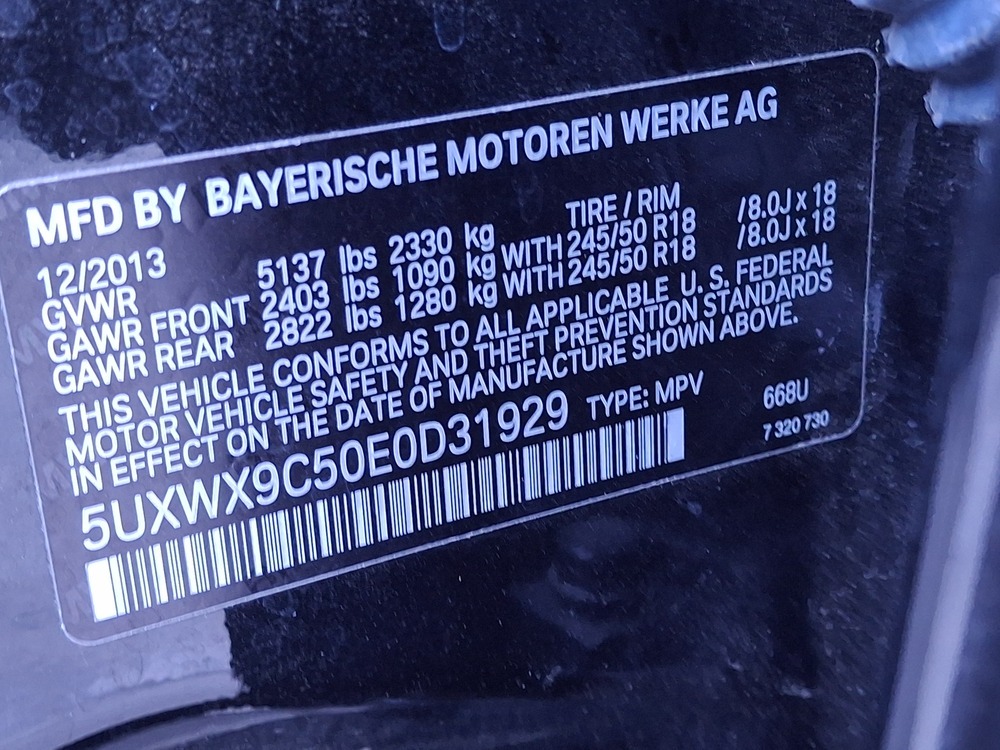 MFD BY BAYERISCHE MOTOREN WERKE AG
12/2013 TIRE / RIM
GVWR 5137 lbs 2330 kg
GAWR FRONT 2403 lbs 1090 kg WITH 245/50 R18 /8.0J x 18
GAWR REAR 2822 lbs 1280 kg WITH 245/50 R18 /8.0J x 18
THIS VEHICLE CONFORMS TO ALL APPLICABLE U. S. FEDERAL
MOTOR VEHICLE SAFETY AND THEFT PREVENTION STANDARDS
IN EFFECT ON THE DATE OF MANUFACTURE SHOWN ABOVE.
5UXWX9C50E0D31929 TYPE: MPV 668U
7 320 730